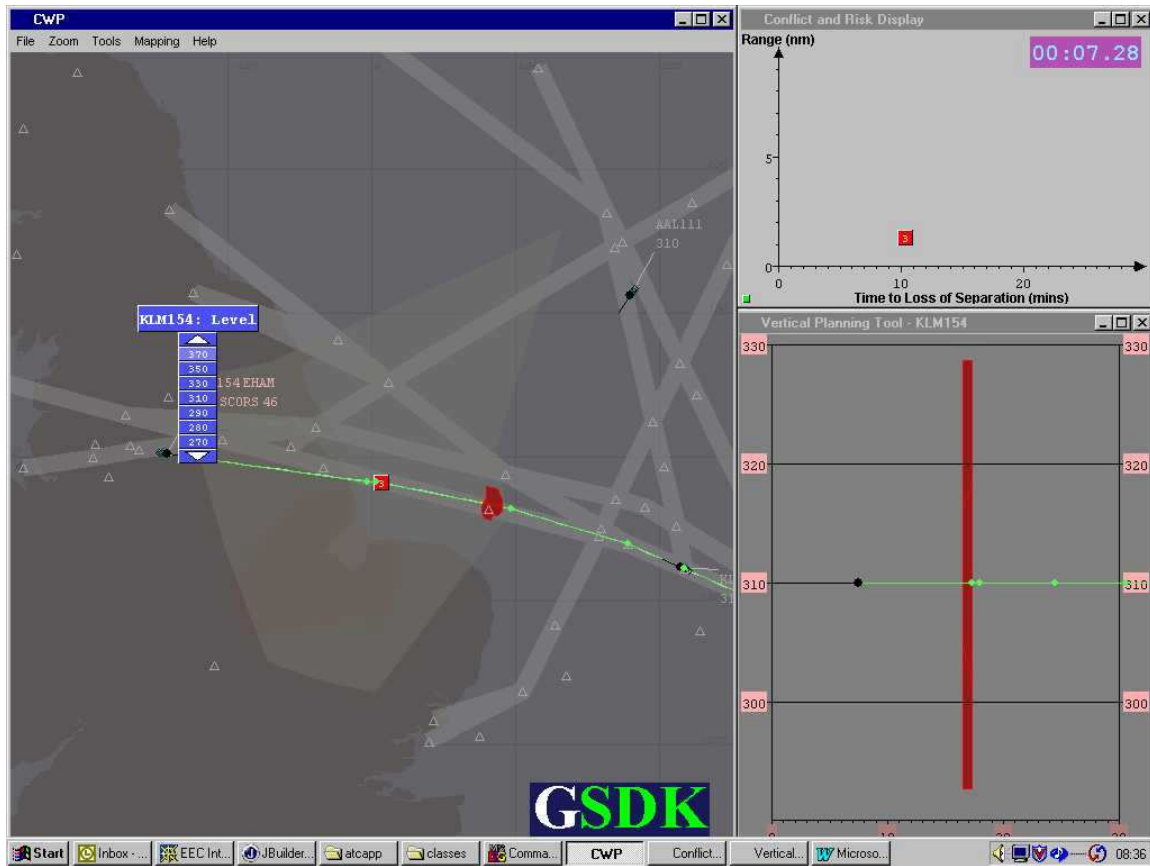 CWP
File Zoom Tools Mapping Help
AAL111
310
KLM154: Level
370
350
330
310
290
280
270
154 EHAM
SCORS 46
3
GSDK
Conflict and Risk Display
Range (nm)
00:07.28
5
3
0
0 10 20
Time to Loss of Separation (mins)
Vertical Planning Tool - KLM154
330 330
320 320
310 310
300 300
0 10 20
Start Inbox - ... EEC Int... JBuilder... atcapp classes Comma... CWP Conflict... Vertical... Microso... 08:36